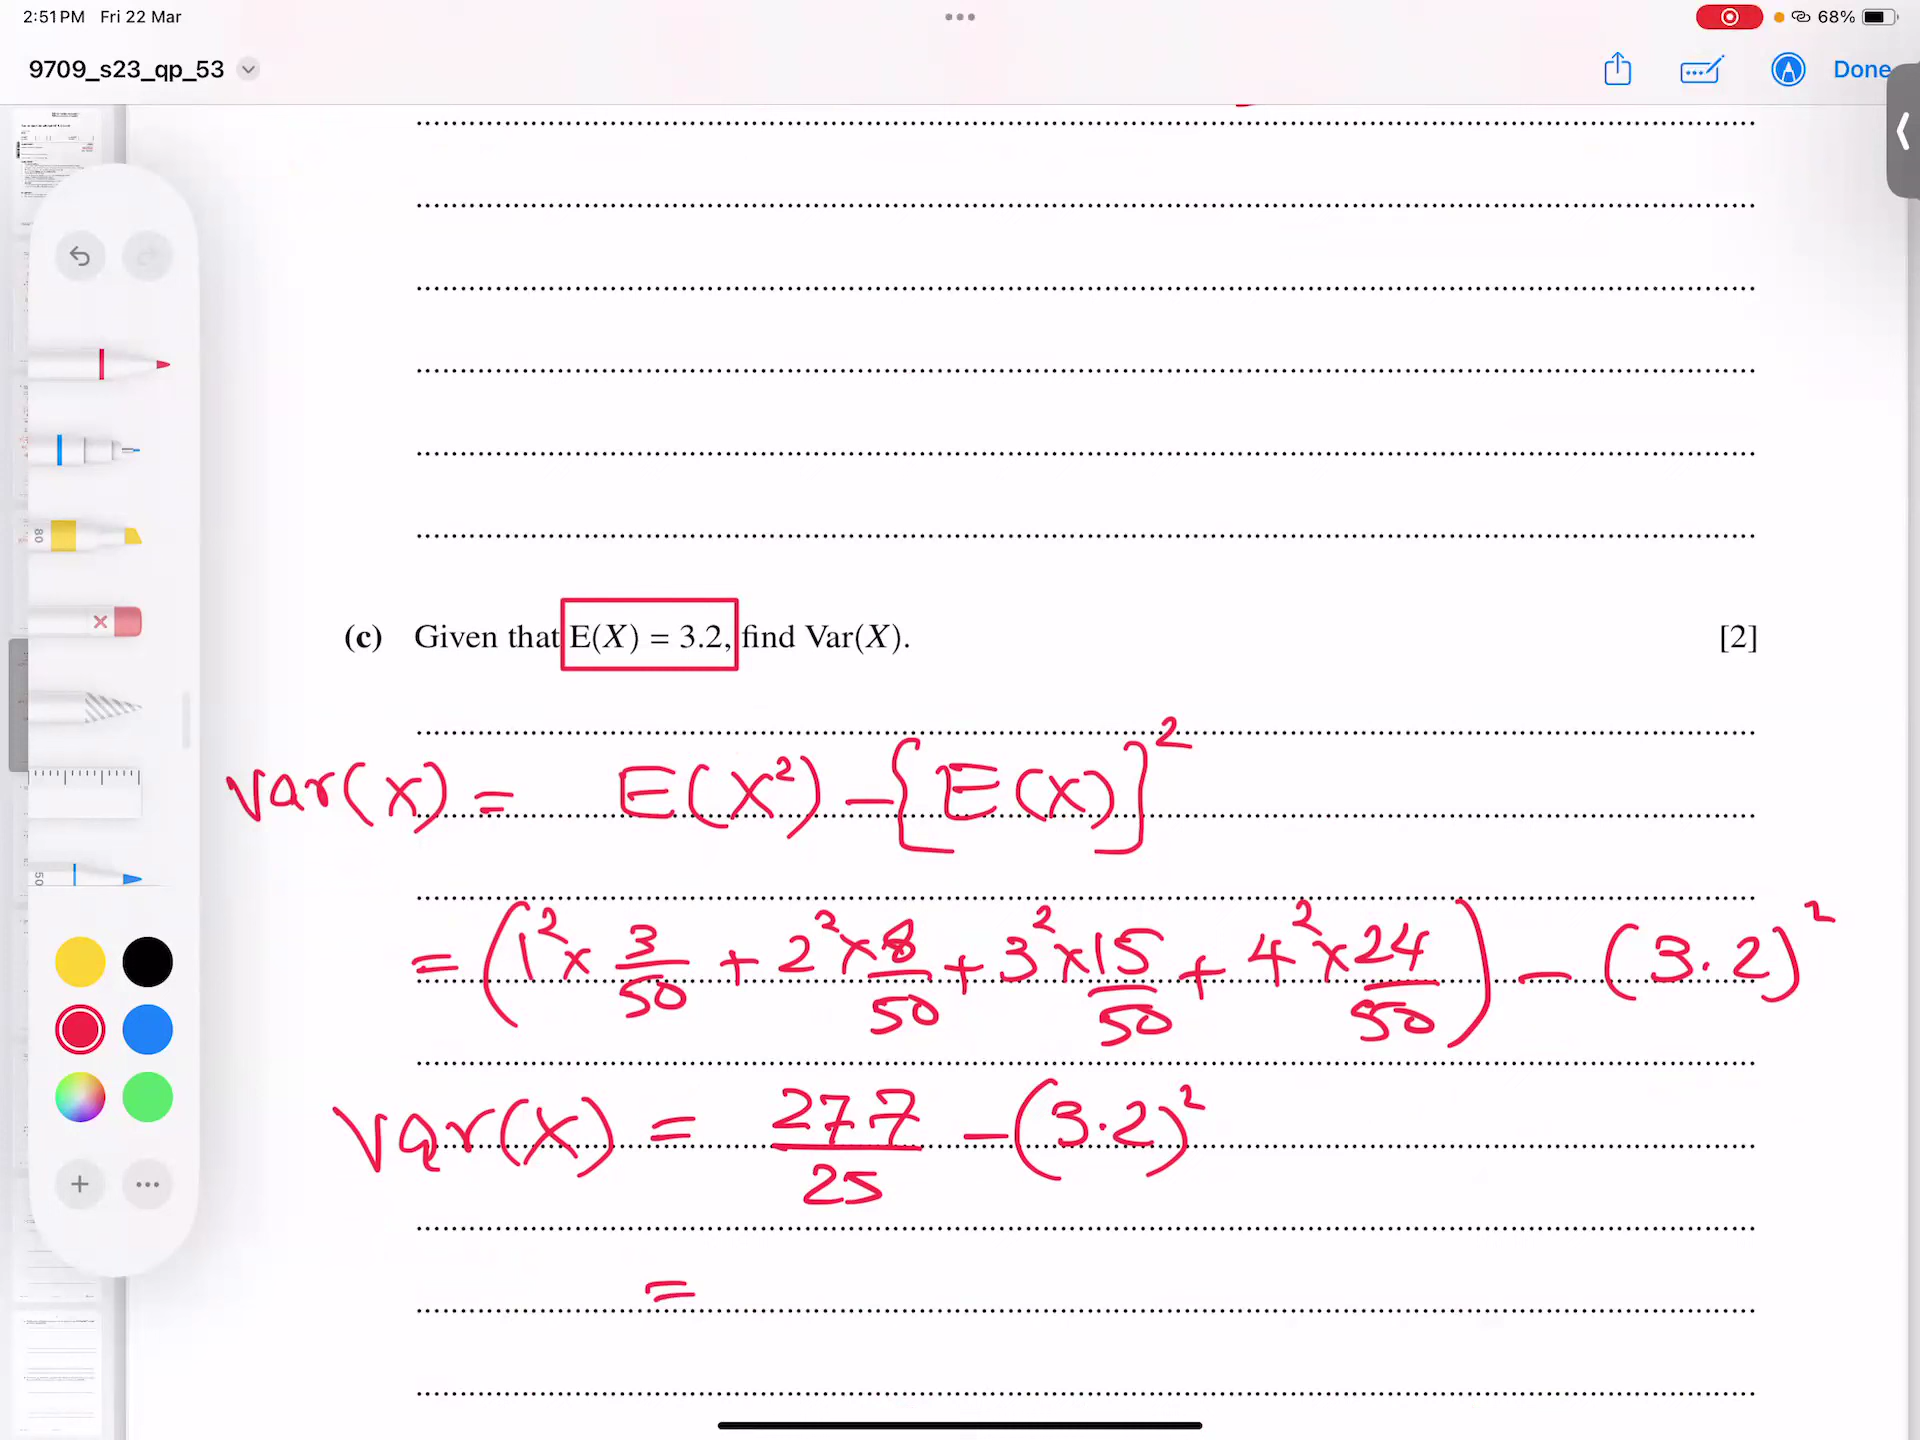 2:51 PM Fri 22 Mar
68%
9709_s23_qp_53
Done
80
50
(c) Given that E(X) = 3.2, find Var(X). [2]
Var(X) = E(X²) - [E(X)]²
= (1² × 3/50 + 2² × 8/50 + 3² × 15/50 + 4² × 24/50) - (3.2)²
Var(X) = 277/25 - (3.2)²
=